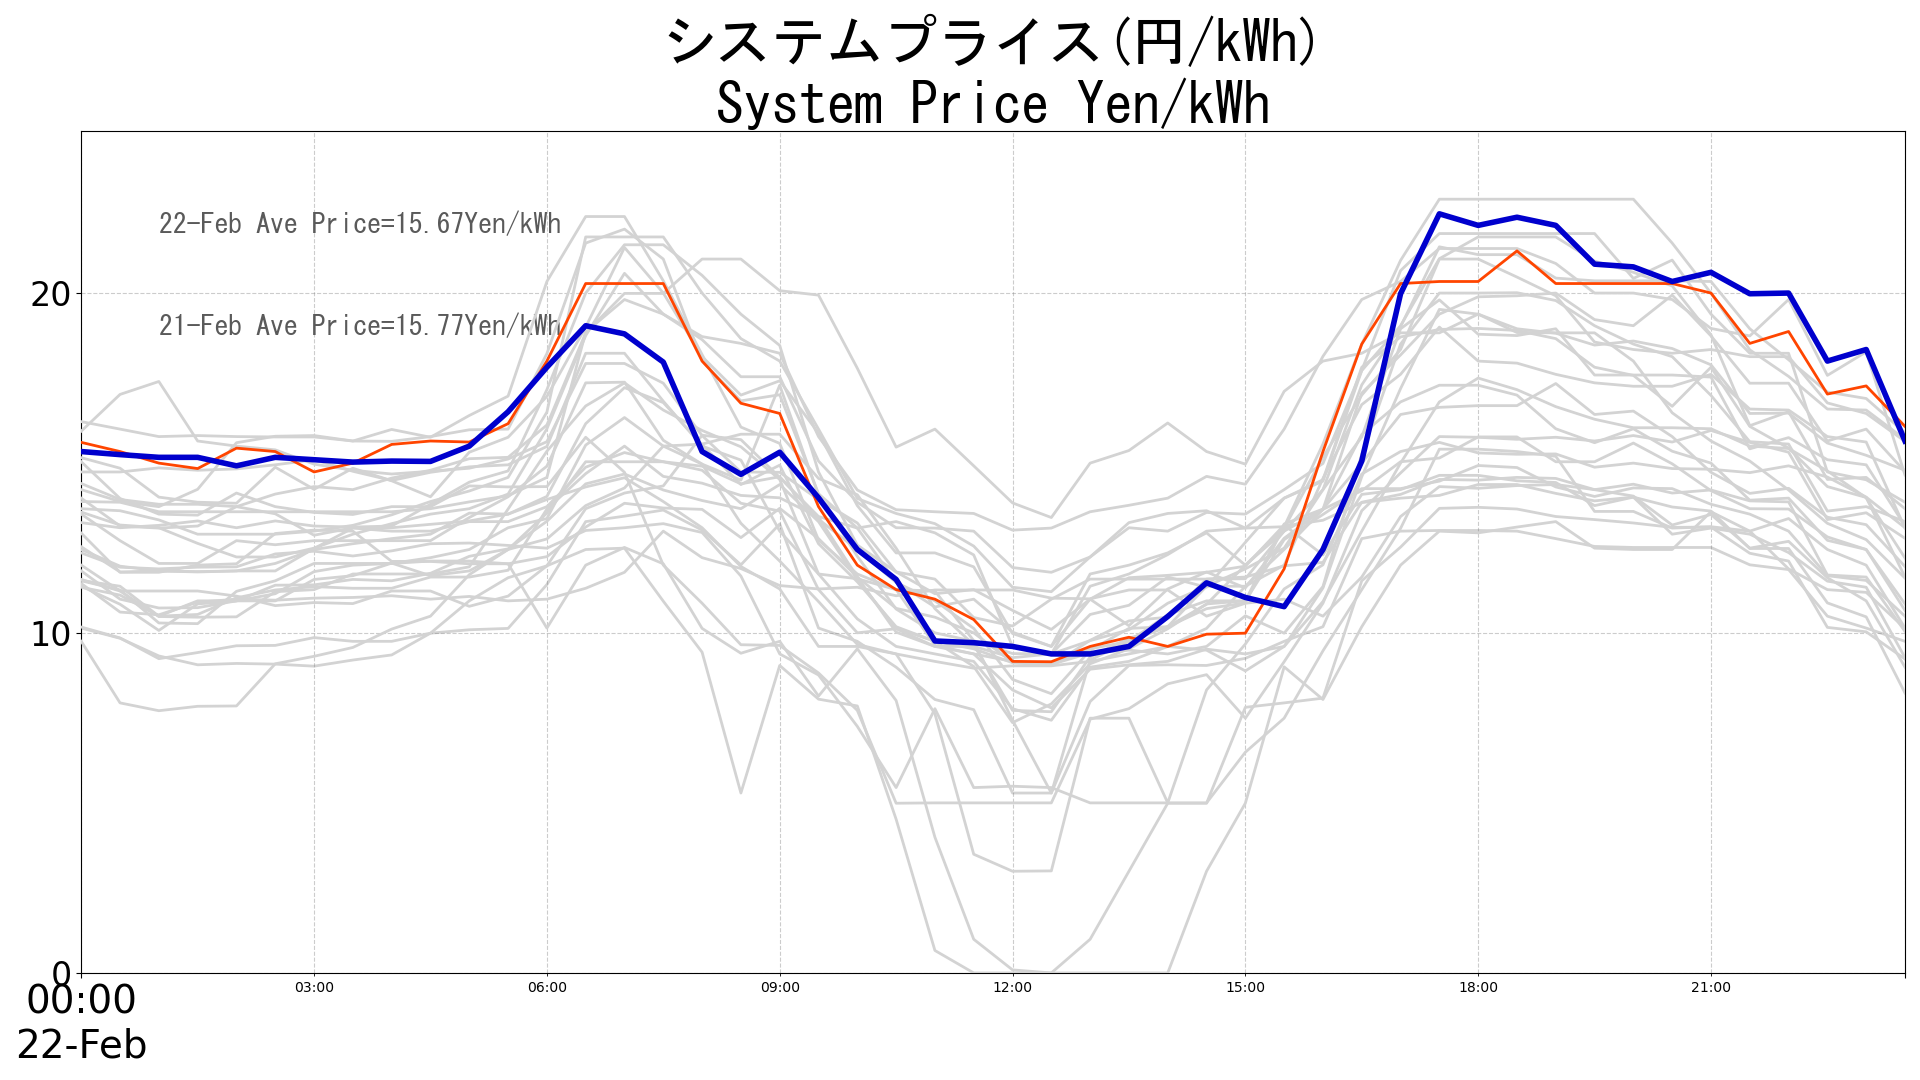 システムプライス(円/kWh)
System Price Yen/kWh
22-Feb Ave Price=15.67Yen/kWh
21-Feb Ave Price=15.77Yen/kWh
20
10
0
00:00 03:00 06:00 09:00 12:00 15:00 18:00 21:00
22-Feb